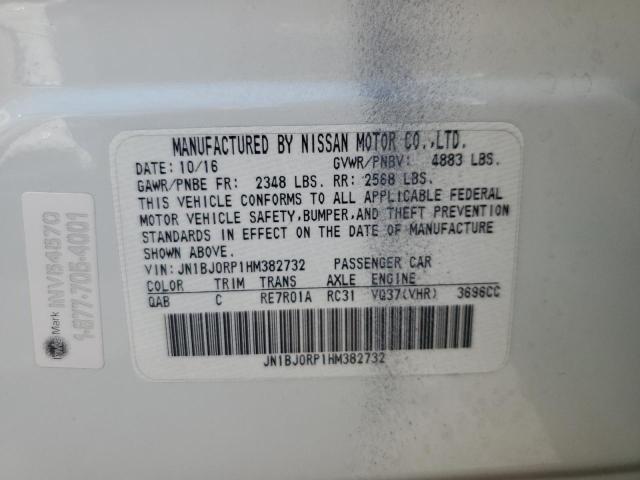 MANUFACTURED BY NISSAN MOTOR CO.,LTD.
DATE: 10/16 GVWR/PNBV: 4883 LBS.
GAWR/PNBE FR: 2348 LBS. RR: 2568 LBS.
THIS VEHICLE CONFORMS TO ALL APPLICABLE FEDERAL
MOTOR VEHICLE SAFETY,BUMPER,AND THEFT PREVENTION
STANDARDS IN EFFECT ON THE DATE OF MANUFACTURE
SHOWN ABOVE.
VIN: JN1BJ0RP1HM382732 PASSENGER CAR
COLOR TRIM TRANS AXLE ENGINE
QAB C RE7R01A RC31 VQ37(VHR) 3696CC
JN1BJ0RP1HM382732
Mark INV54570
1-877-705-4001